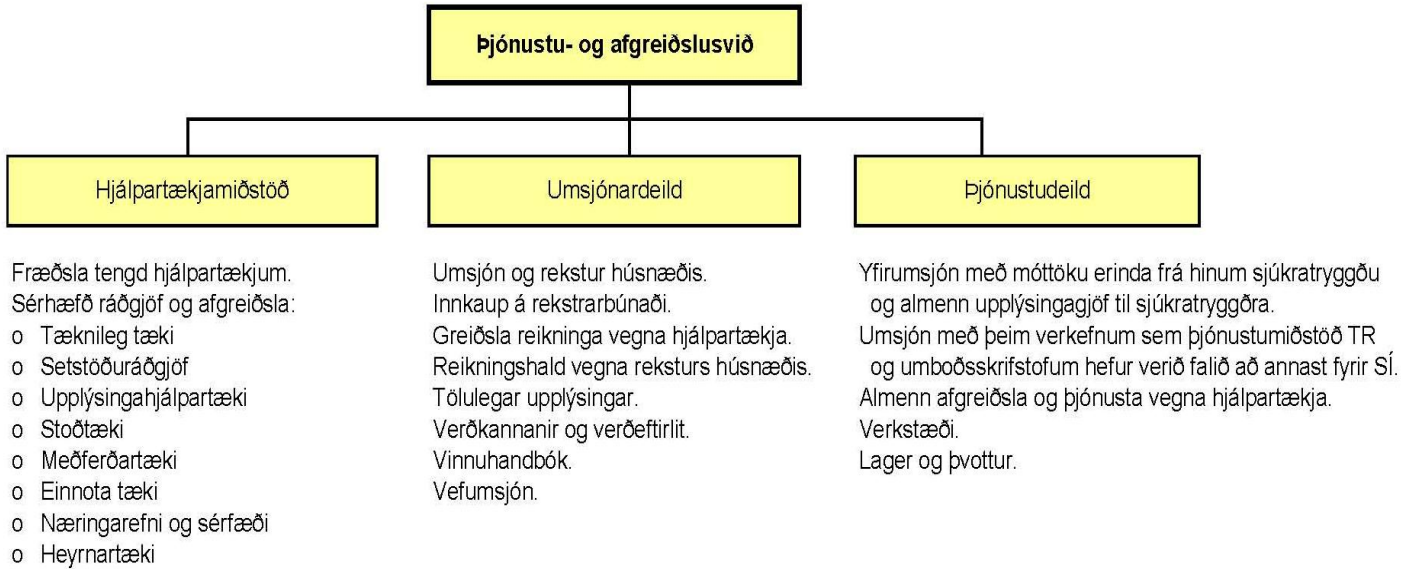 Þjónustu- og afgreiðslusvið
Hjálpartækjamiðstöð
Fræðsla tengd hjálpartækjum.
Sérhæfð ráðgjöf og afgreiðsla:
o Tæknileg tæki
o Setstöðuráðgjöf
o Upplýsingahjálpartæki
o Stoðtæki
o Meðferðartæki
o Einnota tæki
o Næringarefni og sérfæði
o Heyrnartæki
Umsjónardeild
Umsjón og rekstur húsnæðis.
Innkaup á rekstrarbúnaði.
Greiðsla reikninga vegna hjálpartækja.
Reikningshald vegna reksturs húsnæðis.
Tölulegar upplýsingar.
Verðkannanir og verðeftirlit.
Vinnuhandbók.
Vefumsjón.
Þjónustudeild
Yfirumsjón með móttöku erinda frá hinum sjúkratryggðu
og almenn upplýsingagjöf til sjúkratryggðra.
Umsjón með þeim verkefnum sem þjónustumiðstöð TR
og umboðsskrifstofum hefur verið falið að annast fyrir SÍ.
Almenn afgreiðsla og þjónusta vegna hjálpartækja.
Verkstæði.
Lager og þvottur.